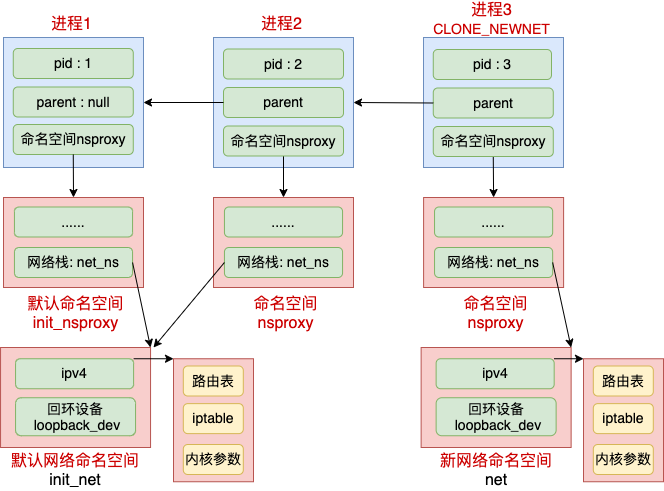 进程1
pid : 1
parent : null
命名空间nsproxy
进程2
pid : 2
parent
命名空间nsproxy
进程3
CLONE_NEWNET
pid : 3
parent
命名空间nsproxy
......
网络栈: net_ns
默认命名空间
init_nsproxy
......
网络栈: net_ns
命名空间
nsproxy
......
网络栈: net_ns
命名空间
nsproxy
ipv4
回环设备
loopback_dev
默认网络命名空间
init_net
路由表
iptable
内核参数
ipv4
回环设备
loopback_dev
新网络命名空间
net
路由表
iptable
内核参数